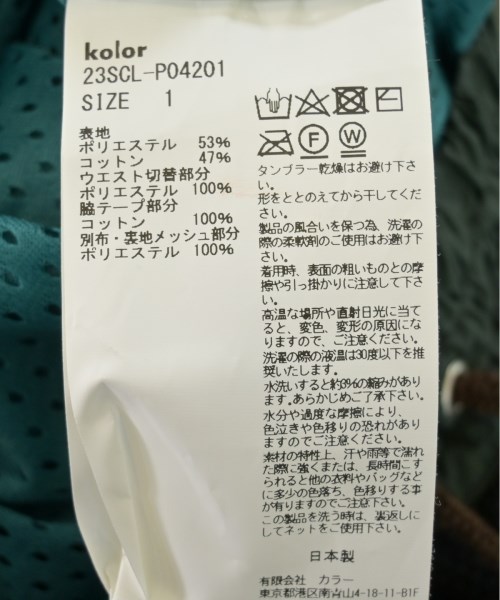 kolor
23SCL-P04201
SIZE 1
表地
ポリエステル 53%
コットン 47%
ウエスト切替部分
ポリエステル 100%
脇テープ部分
コットン 100%
別布・裏地メッシュ部分
ポリエステル 100%
F
W
タンブラー乾燥はお避け下さ
い。
形をととのえてから干してくだ
さい。
製品の風合いを保つ為、洗濯の
際の柔軟剤のご使用はお避け下
さい。
着用時、表面の粗いものとの摩
擦や引っ掛かりに注意して下さ
い。
高温な場所や直射日光に当て
ると、変色、変形の原因にな
りますので、ご注意ください。
洗濯の際の液温は30度以下を推
奨いたします。
水洗いすると約3%の縮みがあり
ます。あらかじめご了承下さい。
水分や過度な摩擦により、
色泣きや色移りの恐れがあり
ますのでご注意ください。
素材の特性上、汗や雨等で濡れ
た際に強くまたは、長時間こす
られると他の衣料やバッグなど
に多少の色落ち、色移りする事
が有りますのでご注意下さい。
この製品を洗う時は、裏返しに
してネットをご使用下さい。
日本製
有限会社 カラー
東京都港区南青山4-18-11-B1F